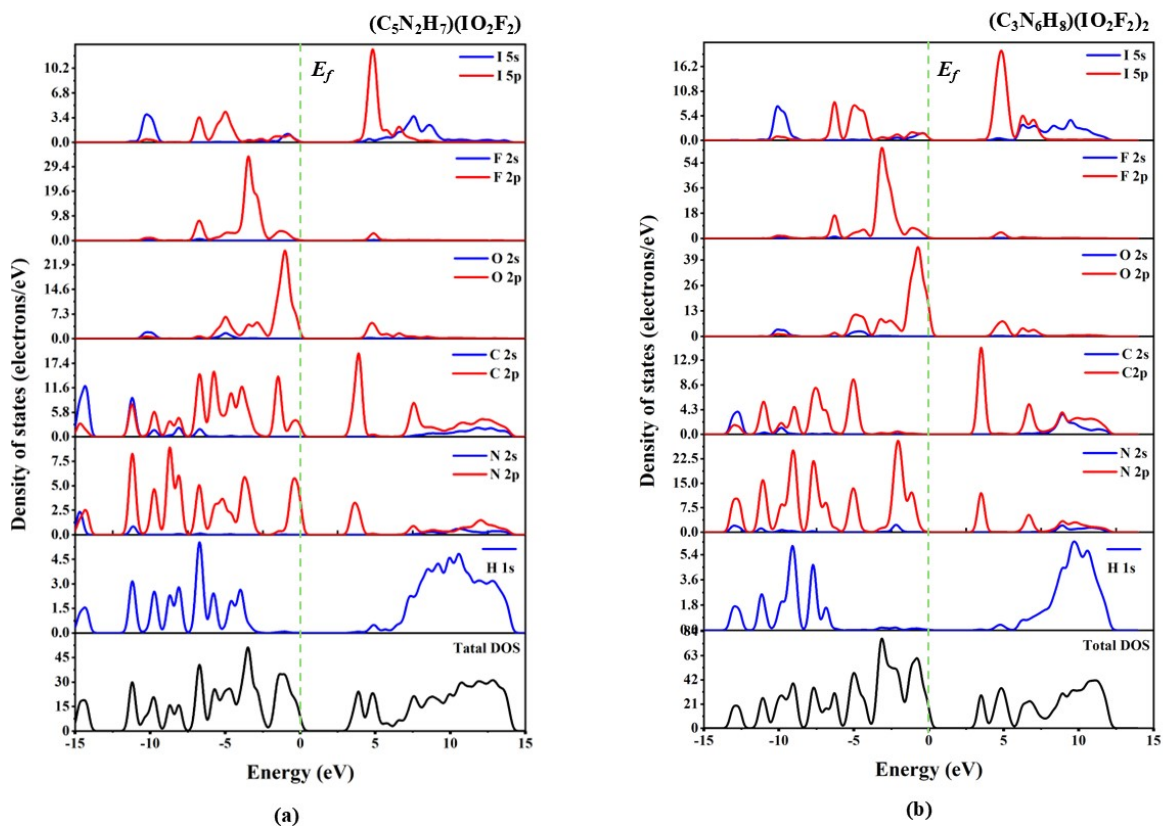 (C5N2H7)(IO2F2)
Ef
I 5s
I 5p
10.2
6.8
3.4
0.0
F 2s
F 2p
29.4
19.6
9.8
0.0
O 2s
O 2p
21.9
14.6
7.3
0.0
C 2s
C 2p
17.4
11.6
5.8
0.0
N 2s
N 2p
7.5
5.0
2.5
0.0
H 1s
4.5
3.0
1.5
0.0
Tatal DOS
45
30
15
0
-15
-10
-5
0
5
10
15
Density of states (electrons/eV)
Energy (eV)
(a)
(C3N6H8)(IO2F2)2
Ef
I 5s
I 5p
16.2
10.8
5.4
0.0
F 2s
F 2p
54
36
18
0
O 2s
O 2p
39
26
13
0
C 2s
C2p
12.9
8.6
4.3
0.0
N 2s
N 2p
22.5
15.0
7.5
0.0
H 1s
5.4
3.6
1.8
Total DOS
63
42
21
0
-15
-10
-5
0
5
10
15
Density of states (electrons/eV)
Energy (eV)
(b)